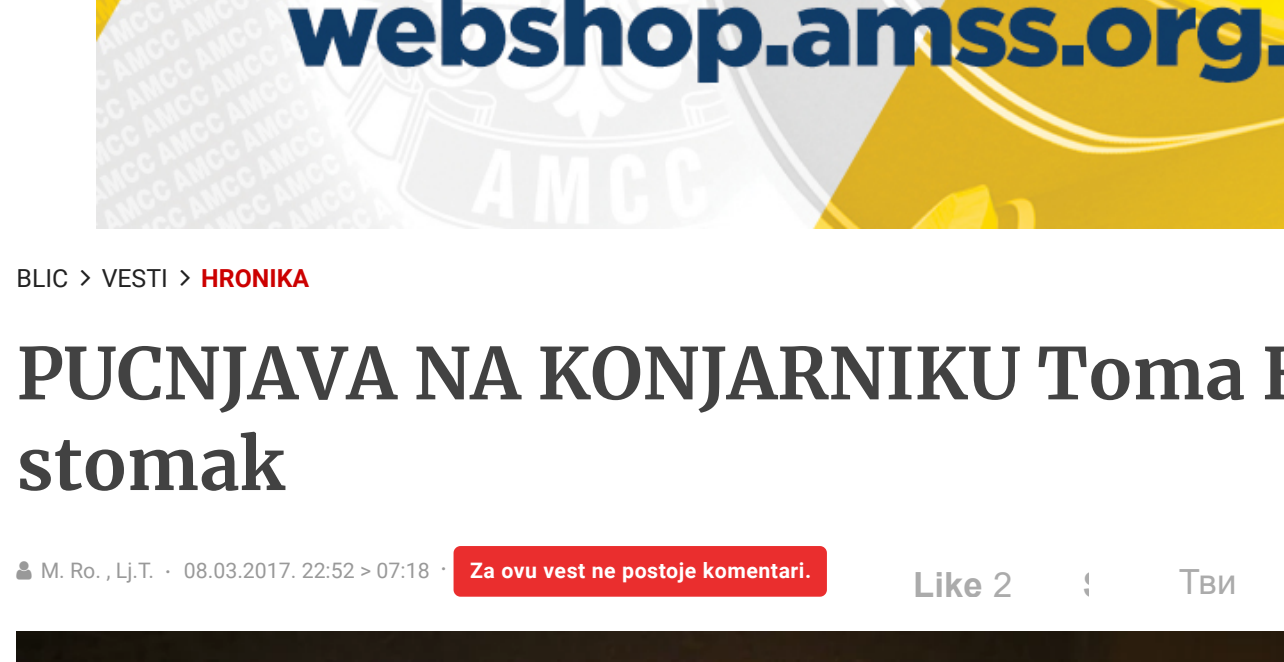 webshop.amss.org.
AMCC
BLIC > VESTI > HRONIKA
PUCNJAVA NA KONJARNIKU Toma
stomak
M. Ro. , Lj.T. · 08.03.2017. 22:52 > 07:18 · Za ovu vest ne postoje komentari. Like 2 Тви